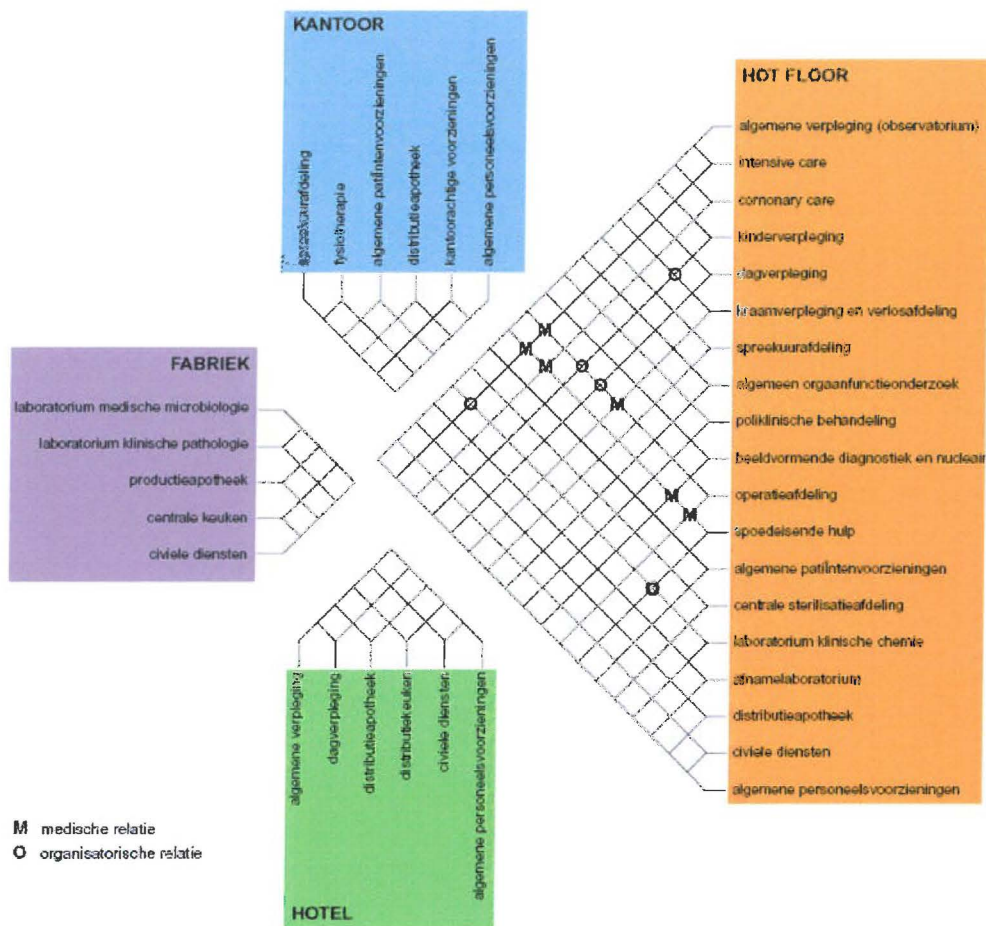 KANTOOR
spreekuurafdeling
fysiotherapie
algemene patiÎntenvoorzieningen
distributieapotheek
kantoorachtige voorzieningen
algemene personeelsvoorzieningen
HOT FLOOR
algemene verpleging (observatorium)
intensive care
cornonary care
kinderverpleging
dagverpleging
kraamverpleging en verlosafdeling
spreekuurafdeling
algemeen orgaanfunctieonderzoek
poliklinische behandeling
beeldvormende diagnostiek en nucleair
operatieafdeling
spoedeisende hulp
algemene patiÎntenvoorzieningen
centrale sterilisatieafdeling
laboratorium klinische chemie
afnamelaboratorium
distributieapotheek
civiele diensten
algemene personeelsvoorzieningen
O
M
M
M
O
O
M
O
M
M
O
FABRIEK
laboratorium medische microbiologie
laboratorium klinische pathologie
productieapotheek
centrale keuken
civiele diensten
algemene verpleging
dagverpleging
distributieapotheek
distributiekeuken
civiele diensten
algemene personeelsvoorzieningen
HOTEL
M medische relatie
O organisatorische relatie